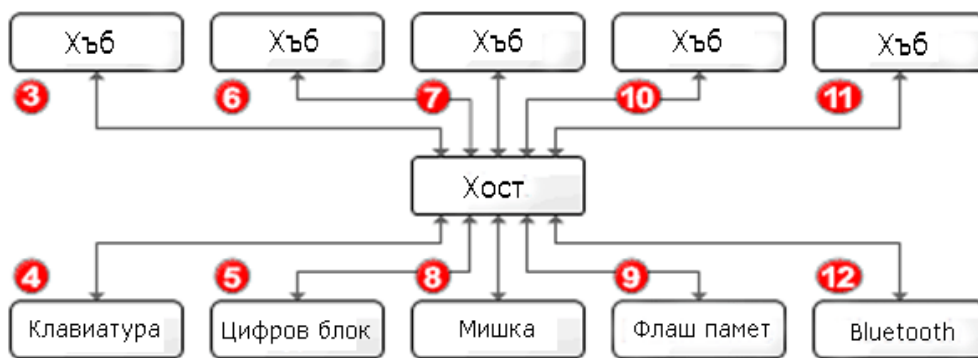 Хъб
Хъб
Хъб
Хъб
Хъб
3
6
7
10
11
Хост
4
5
8
9
12
Клавиатура
Цифров блок
Мишка
Флаш памет
Bluetooth